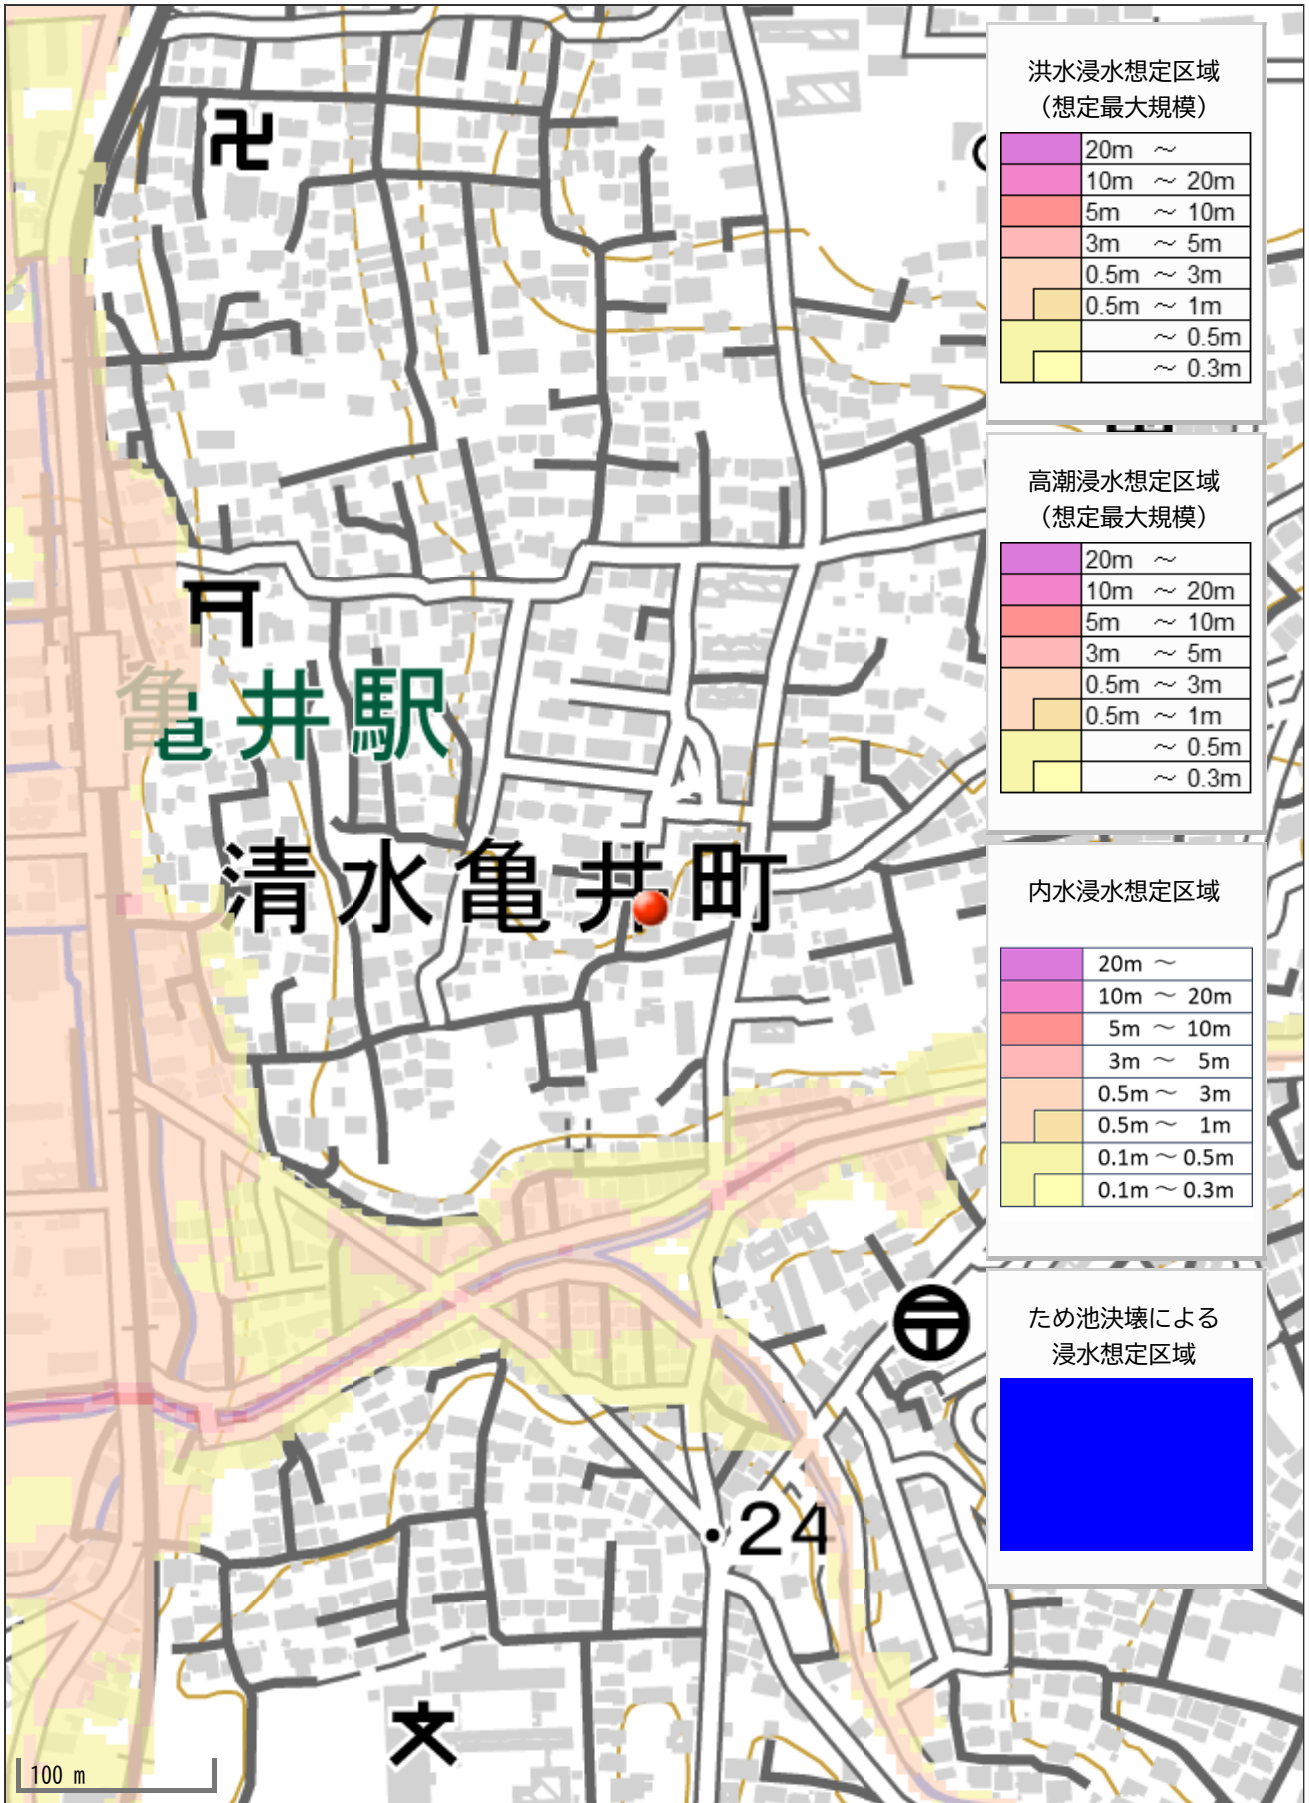 洪水浸水想定区域
（想定最大規模）
20m ～
10m ～ 20m
5m ～ 10m
3m ～ 5m
0.5m ～ 3m
0.5m ～ 1m
～ 0.5m
～ 0.3m
高潮浸水想定区域
（想定最大規模）
20m ～
10m ～ 20m
5m ～ 10m
3m ～ 5m
0.5m ～ 3m
0.5m ～ 1m
～ 0.5m
～ 0.3m
亀井駅
清水亀井町
内水浸水想定区域
20m ～
10m ～ 20m
5m ～ 10m
3m ～ 5m
0.5m ～ 3m
0.5m ～ 1m
0.1m ～ 0.5m
0.1m ～ 0.3m
ため池決壊による
浸水想定区域
24
100 m